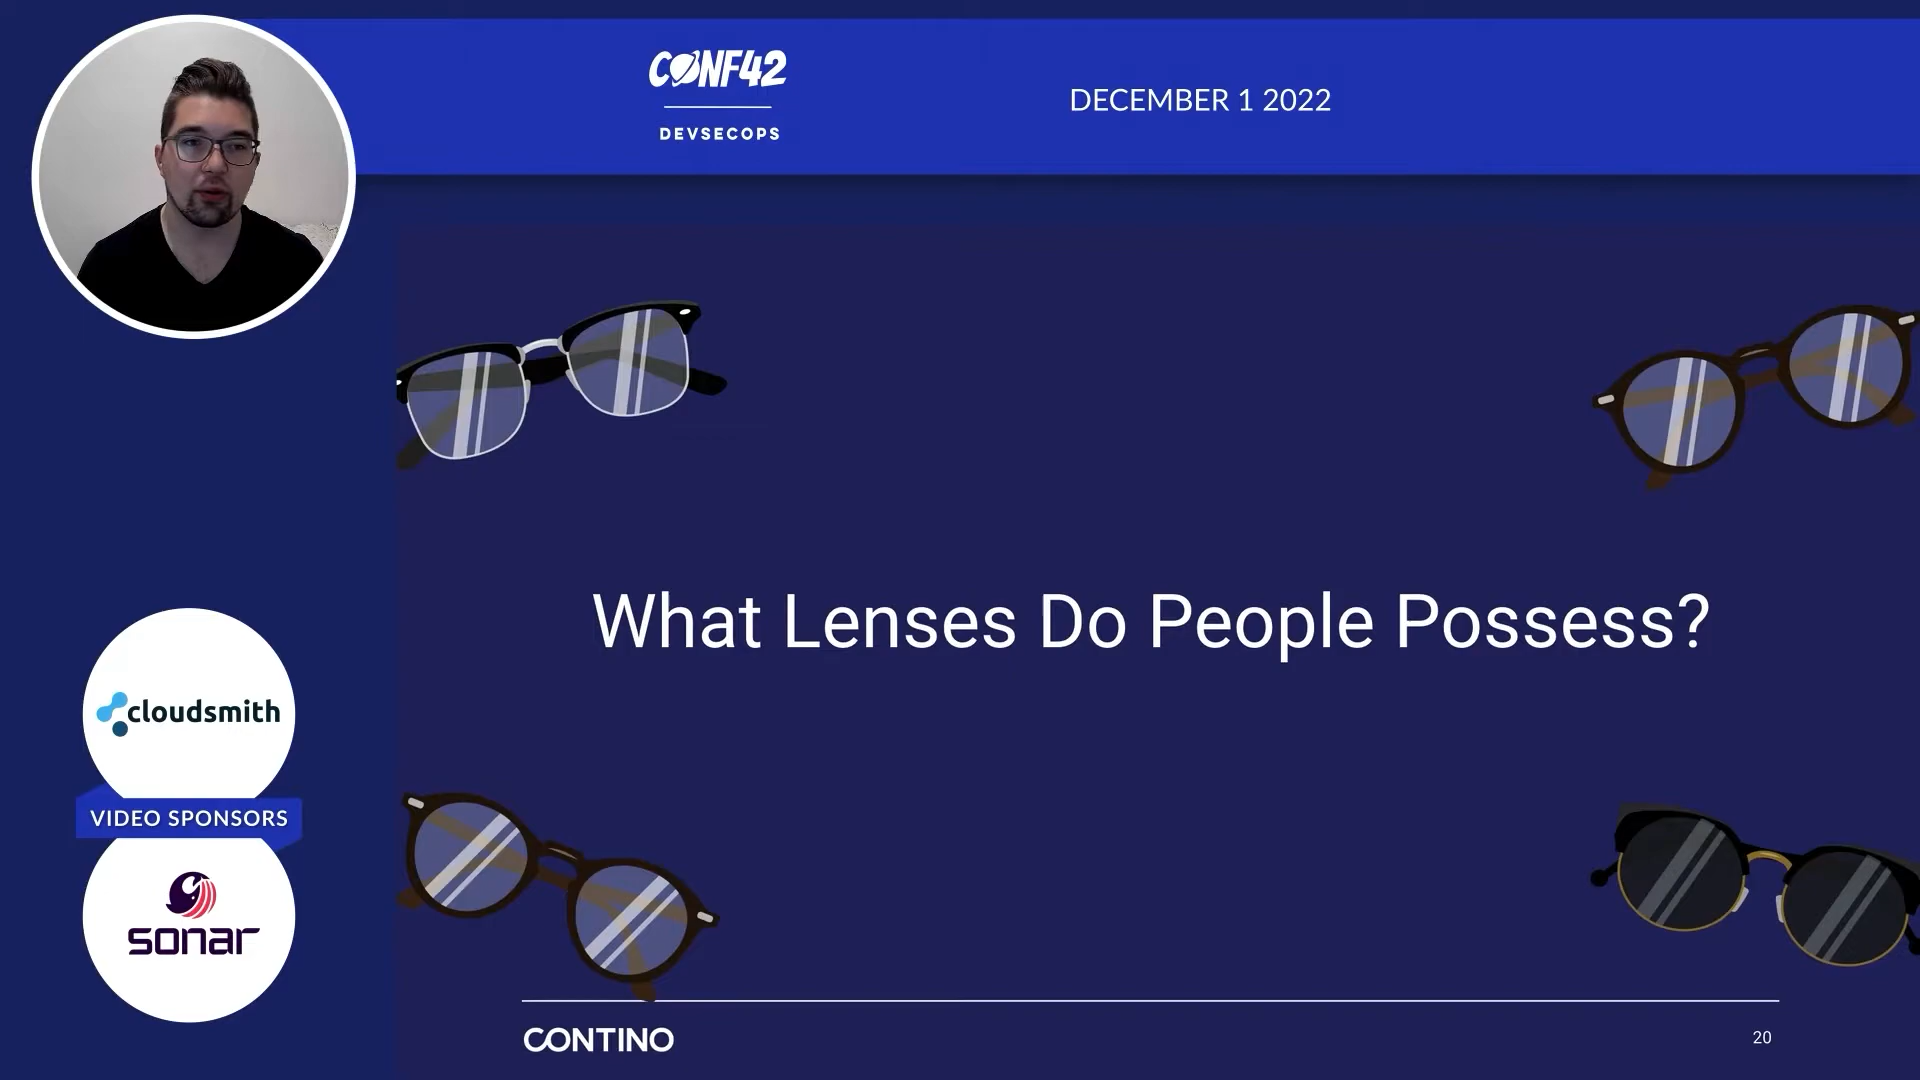 CONF42
DEVSECOPS
DECEMBER 1 2022
What Lenses Do People Possess?
cloudsmith
VIDEO SPONSORS
sonar
CONTINO
20